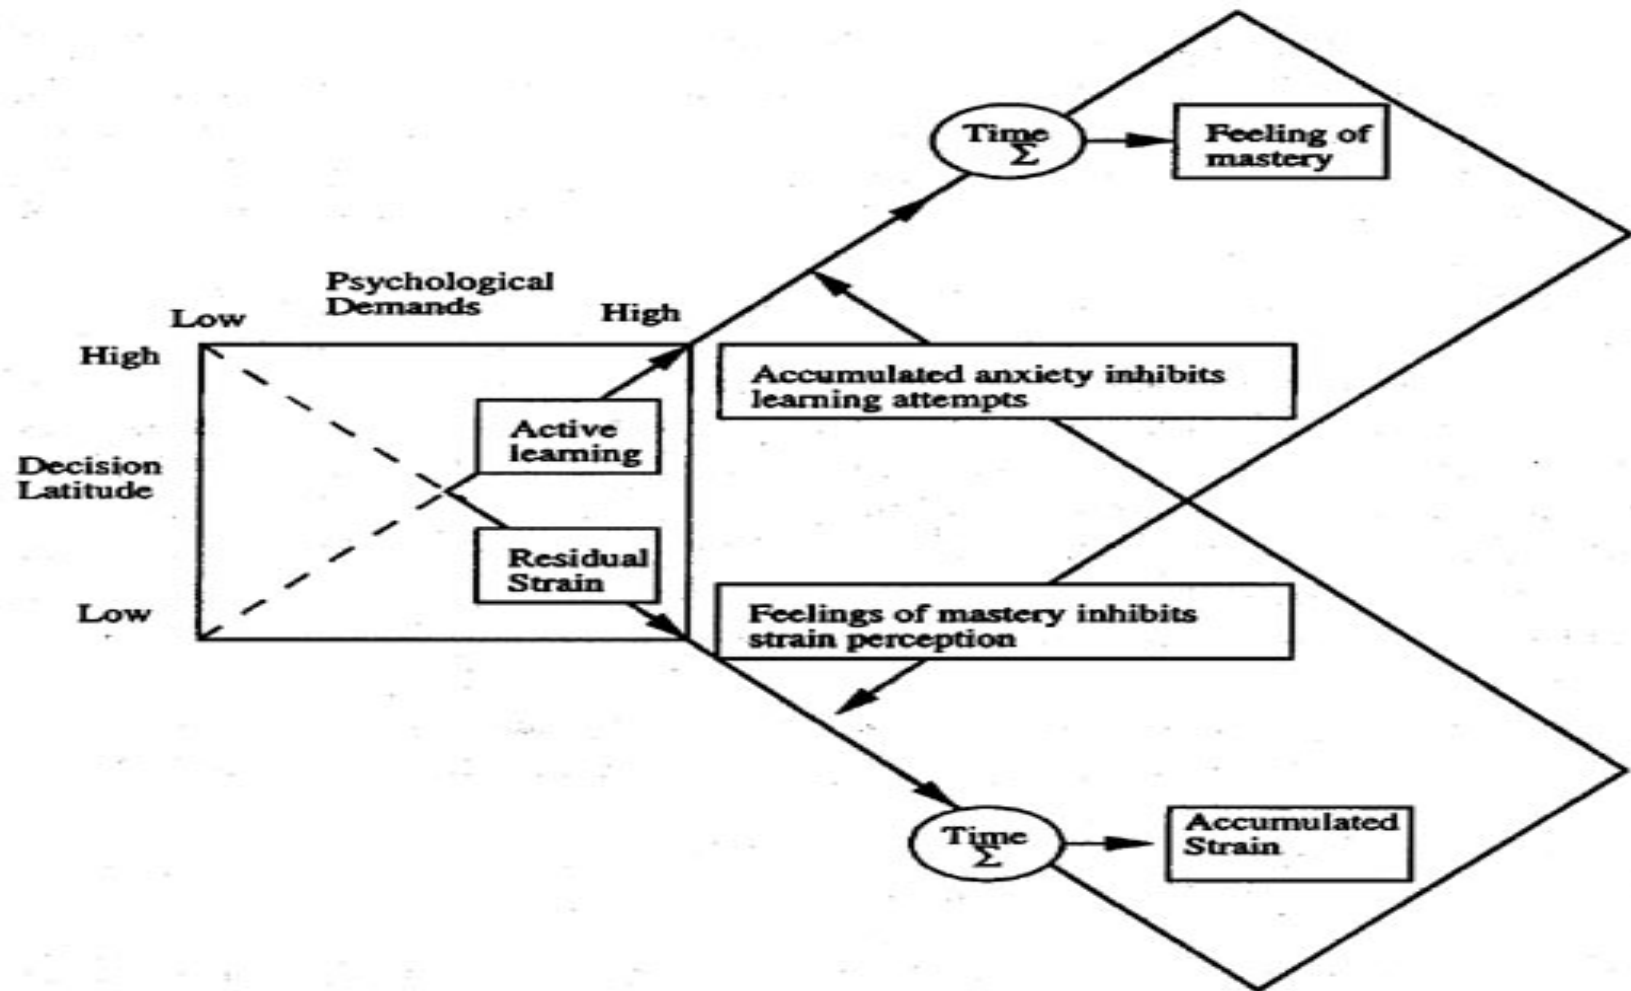 Time
Σ
Feeling of
mastery
Psychological
Demands
Low
High
High
Accumulated anxiety inhibits
learning attempts
Active
learning
Decision
Latitude
Residual
Strain
Low
Feelings of mastery inhibits
strain perception
Time
Σ
Accumulated
Strain